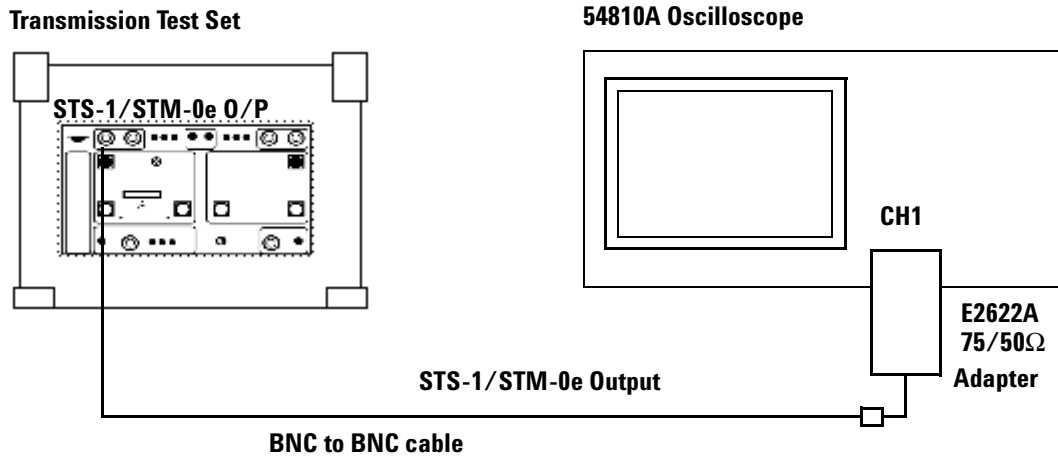 Transmission Test Set
54810A Oscilloscope
STS-1/STM-0e O/P
CH1
E2622A
75/50Ω
Adapter
STS-1/STM-0e Output
BNC to BNC cable